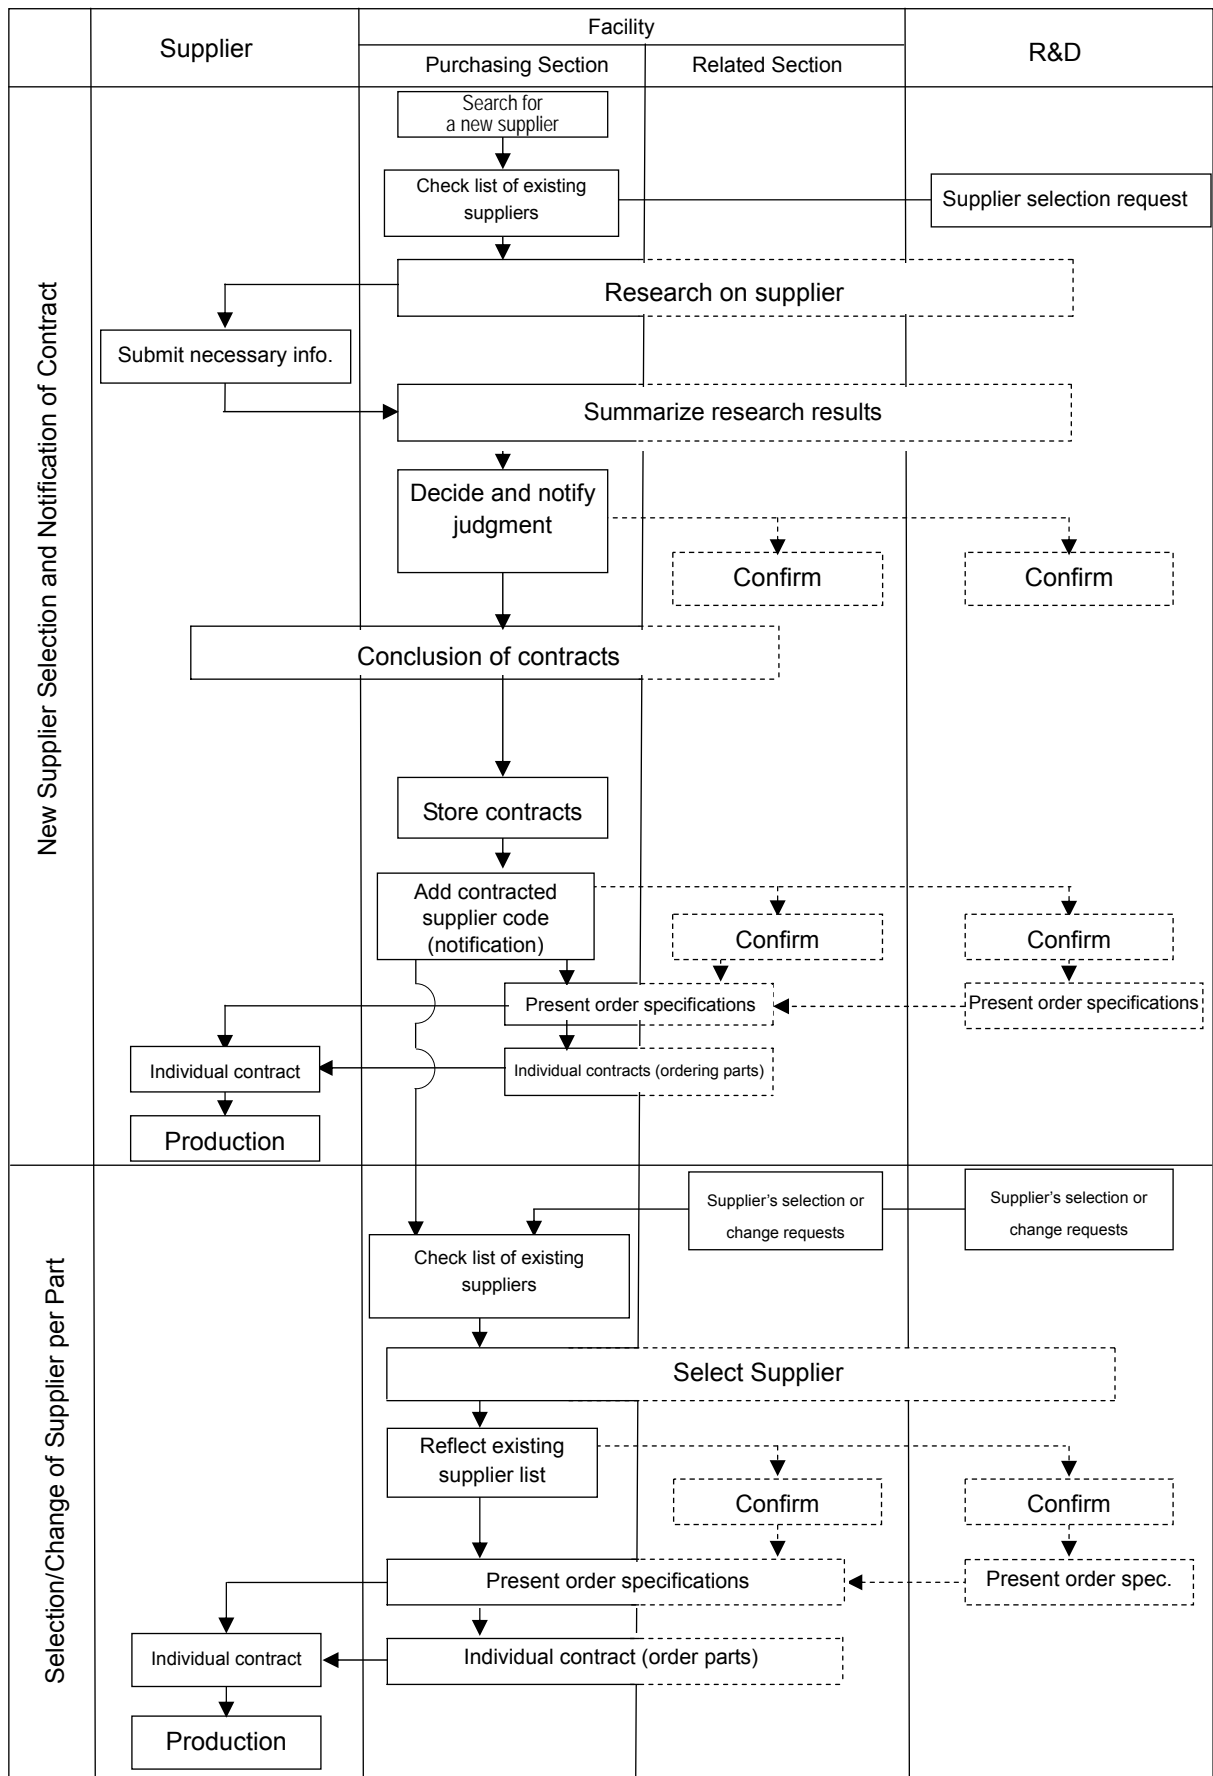 Supplier
Facility
Purchasing Section
Related Section
R&D
New Supplier Selection and Notification of Contract
Search for
a new supplier
Check list of existing
suppliers
Supplier selection request
Research on supplier
Submit necessary info.
Summarize research results
Decide and notify
judgment
Confirm
Confirm
Conclusion of contracts
Store contracts
Add contracted
supplier code
(notification)
Confirm
Confirm
Present order specifications
Present order specifications
Individual contract
Individual contracts (ordering parts)
Production
Selection/Change of Supplier per Part
Supplier's selection or
change requests
Supplier's selection or
change requests
Check list of existing
suppliers
Select Supplier
Reflect existing
supplier list
Confirm
Confirm
Present order specifications
Present order spec.
Individual contract
Individual contract (order parts)
Production